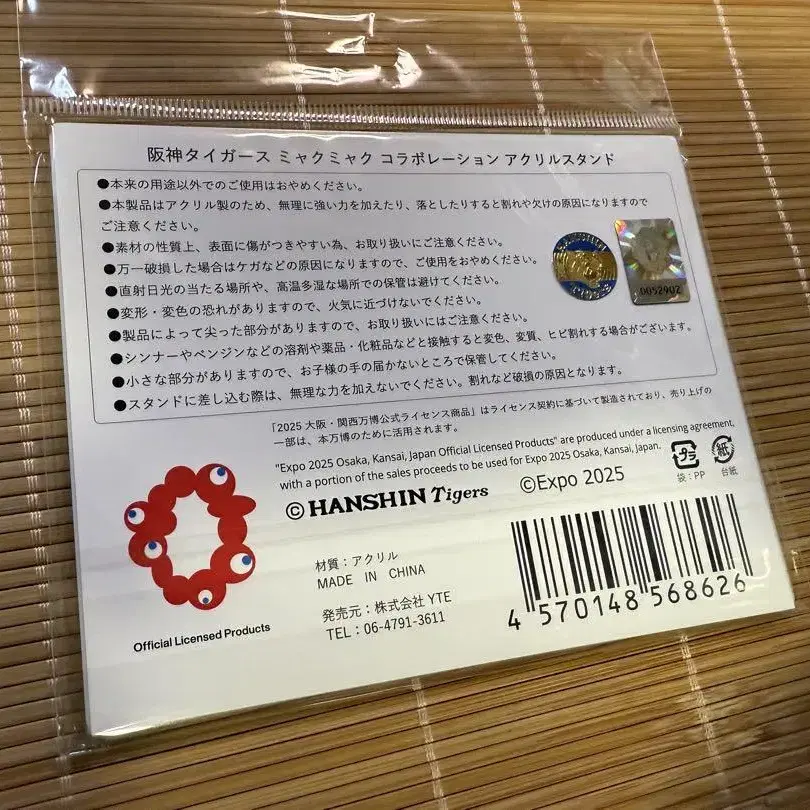 阪神タイガース ミャクミャク コラボレーション アクリルスタンド
●本来の用途以外でのご使用はおやめください。
●本製品はアクリル製のため、無理に強い力を加えたり、落としたりすると割れや欠けの原因になりますので
ご注意ください。
●素材の性質上、表面に傷がつきやすい為、お取り扱いにご注意ください。
●万一破損した場合はケガなどの原因になりますので、ご使用をおやめください。
●直射日光の当たる場所や、高温多湿な場所での保管は避けてください。
●変形・変色の恐れがありますので、火気に近づけないでください。
●製品によって尖った部分がありますので、お取り扱いにはご注意ください。
●シンナーやベンジンなどの溶剤や薬品・化粧品などと接触すると変色、変質、ヒビ割れする場合がございます。
●小さな部分がありますので、お子様の手の届かないところで保管してください。
●スタンドに差し込む際は、無理な力を加えないでください。割れなど破損の原因となります。
0052902
「2025 大阪・関西万博公式ライセンス商品」はライセンス契約に基づいて製造されており、売り上げの
一部は、本万博のために活用されます。
"Expo 2025 Osaka, Kansai, Japan Official Licensed Products" are produced under a licensing agreement,
with a portion of the sales proceeds to be used for Expo 2025 Osaka, Kansai, Japan.
プラ
袋：PP
紙
台紙
© HANSHIN Tigers ©Expo 2025
Official Licensed Products
材質：アクリル
MADE IN CHINA
発売元：株式会社 YTE
TEL：06-4791-3611
4 570148 568626